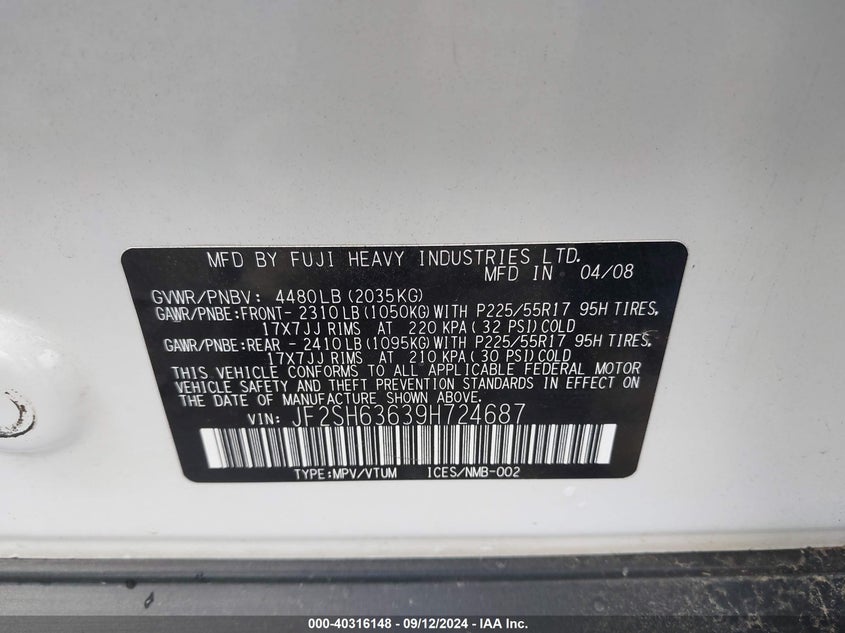 MFD BY FUJI HEAVY INDUSTRIES LTD.
MFD IN 04/08
GVWR/PNBV: 4480LB(2035KG)
GAWR/PNBE:FRONT- 2310LB(1050KG)WITH P225/55R17 95H TIRES,
17X7JJ RIMS AT 220 KPA(32 PSI)COLD
GAWR/PNBE:REAR - 2410LB(1095KG)WITH P225/55R17 95H TIRES,
17X7JJ RIMS AT 210 KPA(30 PSI)COLD
THIS VEHICLE CONFORMS TO ALL APPLICABLE FEDERAL MOTOR
VEHICLE SAFETY AND THEFT PREVENTION STANDARDS IN EFFECT ON
THE DATE OF MANUFACTURE SHOWN ABOVE.
VIN: JF2SH63639H724687
TYPE:MPV/VTUM ICES/NMB-002
000-40316148 - 09/12/2024 - IAA Inc.